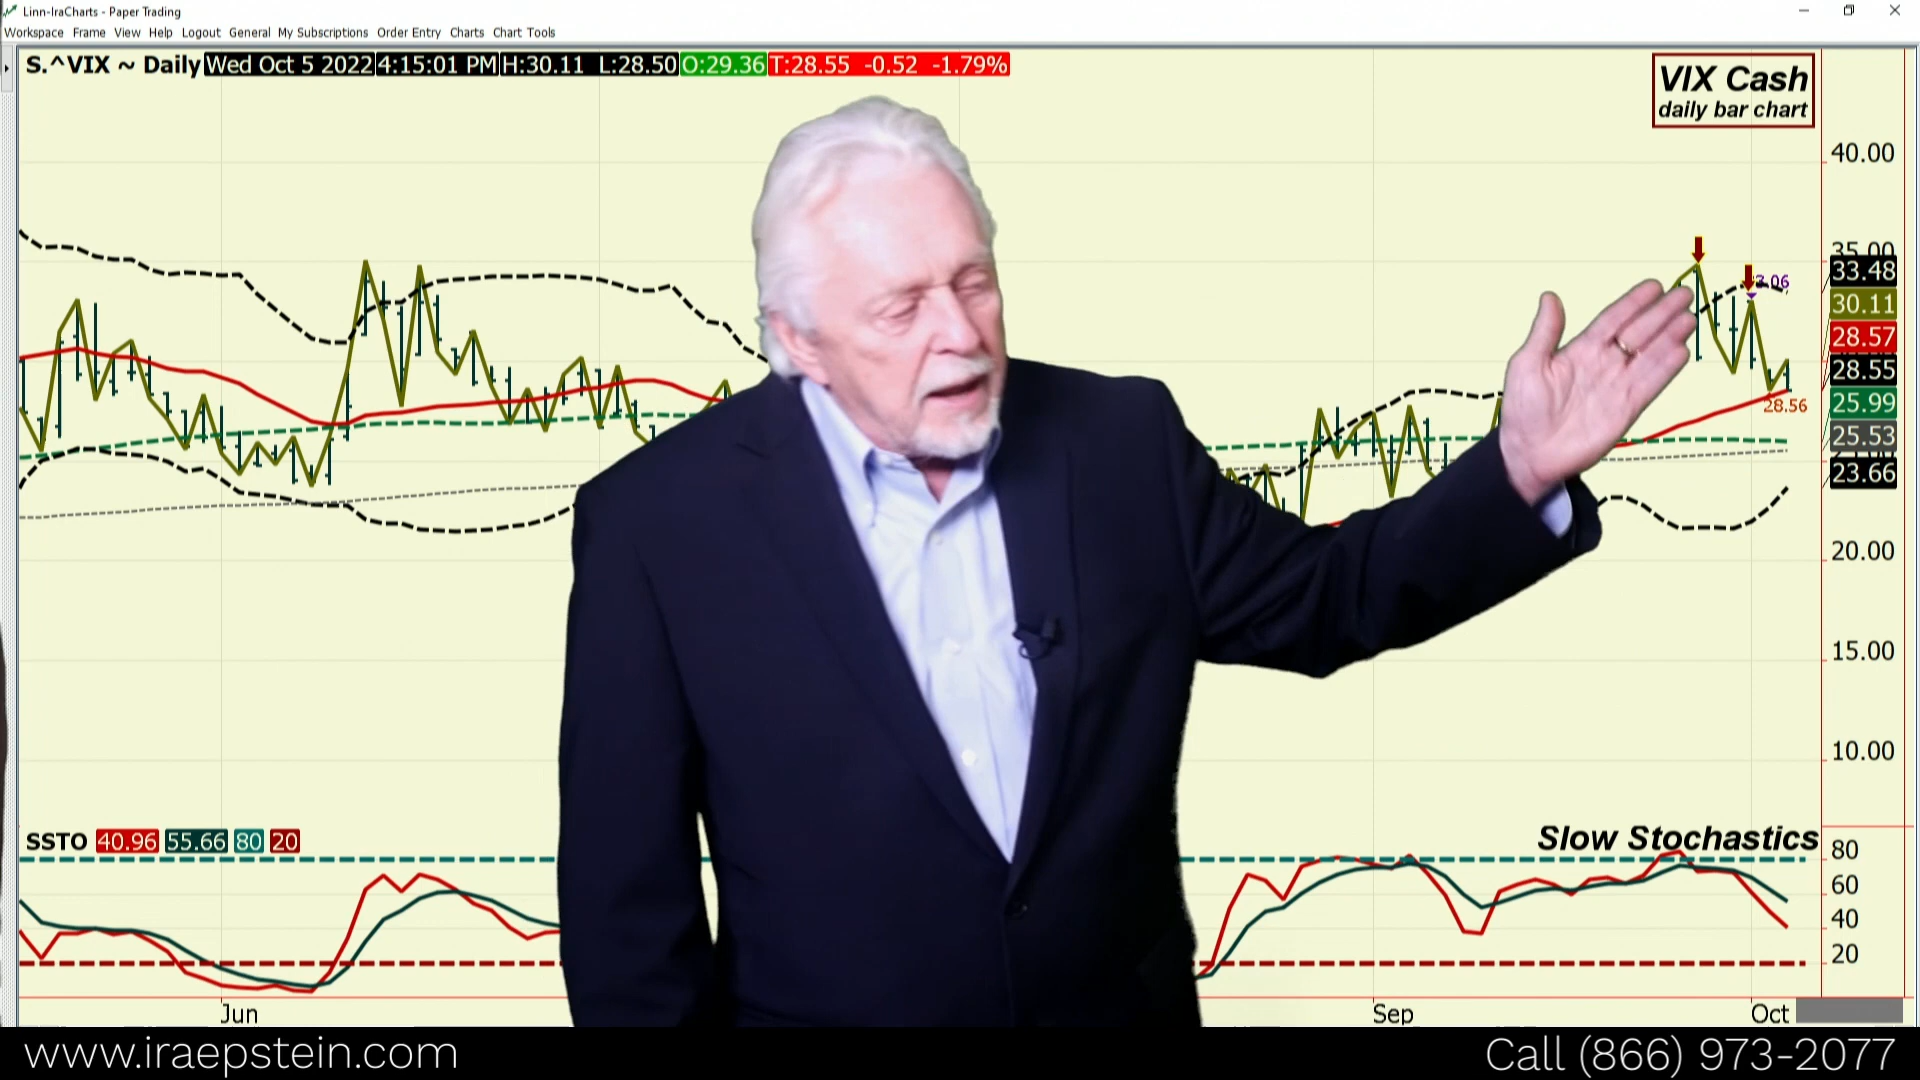 Linn-IraCharts - Paper Trading
Workspace Frame View Help Logout General My Subscriptions Order Entry Charts Chart Tools
S.^VIX ~ Daily Wed Oct 5 2022 4:15:01 PM H:30.11 L:28.50 O:29.36 T:28.55 -0.52 -1.79%
VIX Cash
daily bar chart
40.00
35.00
33.48
30.11
28.57
28.55
25.99
25.53
23.66
20.00
15.00
10.00
28.56
SSTO 40.96 55.66 80 20
Slow Stochastics
80
60
40
20
Jun Sep Oct
www.iraepstein.com Call (866) 973-2077